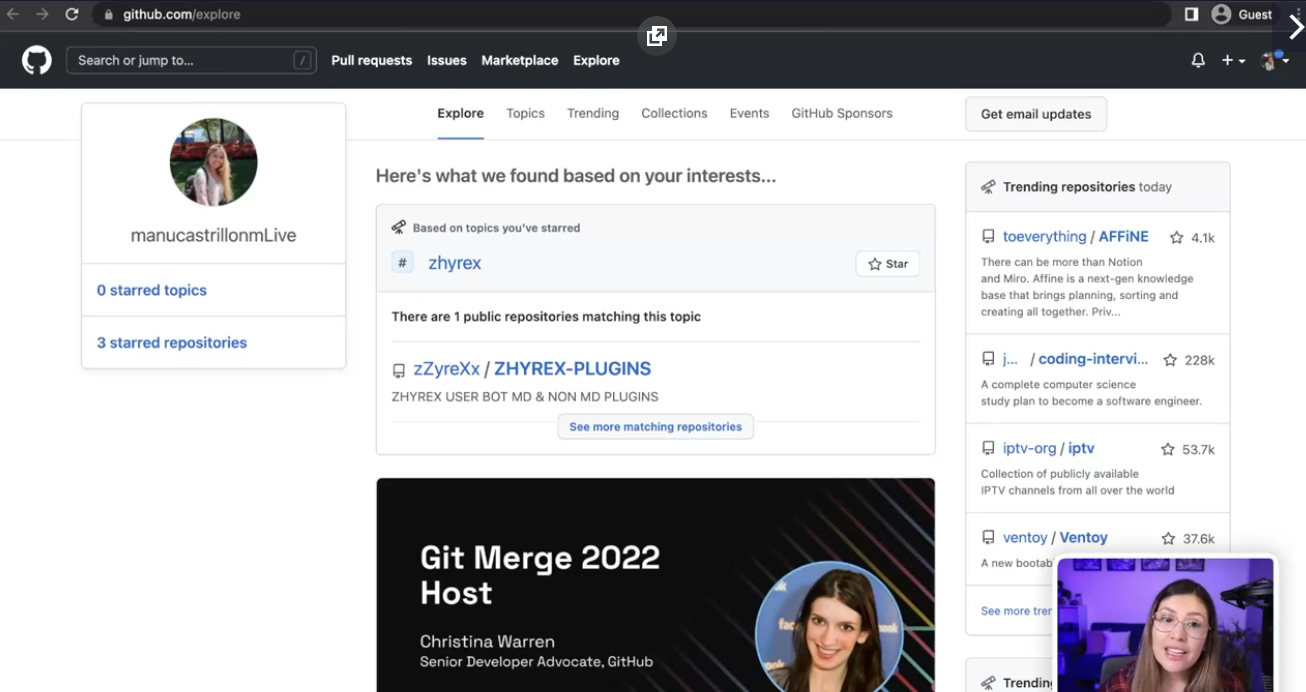 github.com/explore
Guest
Search or jump to... /
Pull requests Issues Marketplace Explore
Explore Topics Trending Collections Events GitHub Sponsors
Get email updates
manucastrillonmLive
0 starred topics
3 starred repositories
Here's what we found based on your interests...
Based on topics you've starred
# zhyrex
Star
There are 1 public repositories matching this topic
zZyreXx / ZHYREX-PLUGINS
ZHYREX USER BOT MD & NON MD PLUGINS
See more matching repositories
Git Merge 2022
Host
Christina Warren
Senior Developer Advocate, GitHub
Trending repositories today
toeverything / AFFiNE 4.1k
There can be more than Notion
and Miro. Affine is a next-gen knowledge
base that brings planning, sorting and
creating all together. Priv...
j... / coding-intervi... 228k
A complete computer science
study plan to become a software engineer.
iptv-org / iptv 53.7k
Collection of publicly available
IPTV channels from all over the world
ventoy / Ventoy 37.6k
A new bootab
See more tren
Trending